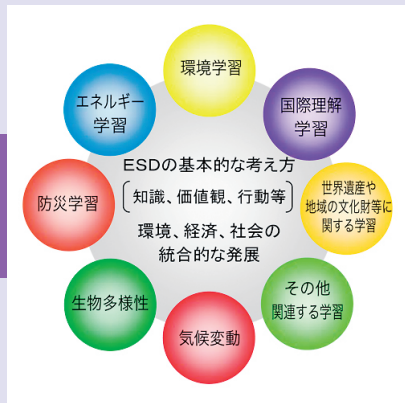 環境学習
エネルギー
学習
国際理解
学習
ESDの基本的な考え方
知識、価値観、行動等
環境、経済、社会の
統合的な発展
防災学習
世界遺産や
地域の文化財等に
関する学習
生物多様性
その他
関連する学習
気候変動